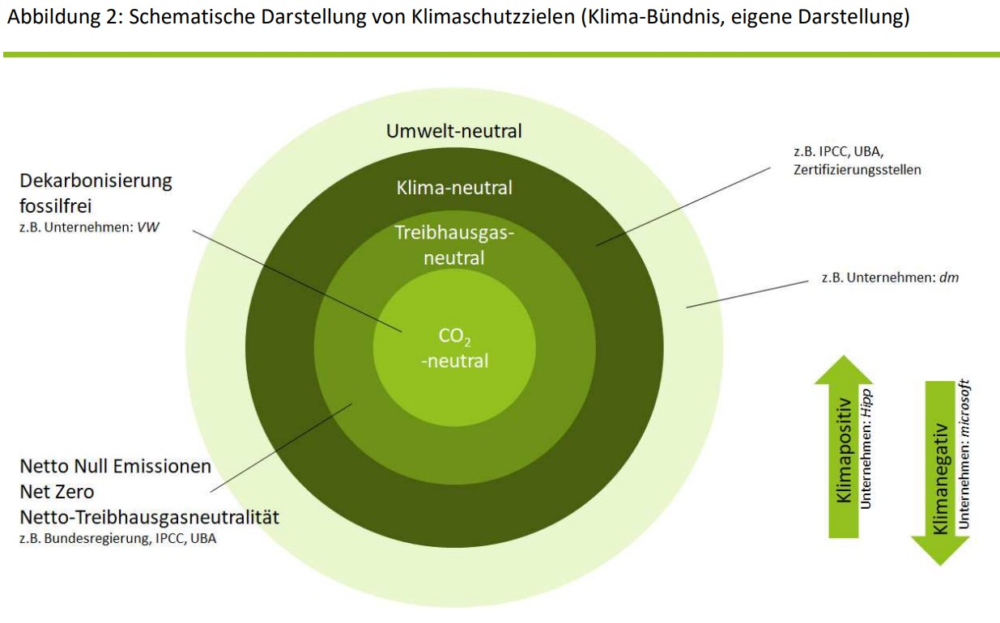 Abbildung 2: Schematische Darstellung von Klimaschutzzielen (Klima-Bündnis, eigene Darstellung)
Umwelt-neutral
Klima-neutral
Treibhausgas-
neutral
CO₂
-neutral
Dekarbonisierung
fossilfrei
z.B. Unternehmen: VW
z.B. IPCC, UBA,
Zertifizierungsstellen
z.B. Unternehmen: dm
Netto Null Emissionen
Net Zero
Netto-Treibhausgasneutralität
z.B. Bundesregierung, IPCC, UBA
Klimapositiv
Unternehmen: Hipp
Klimanegativ
Unternehmen: microsoft